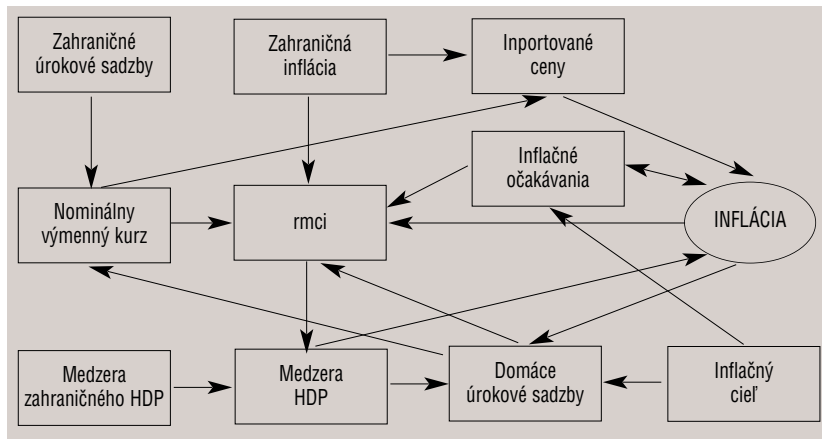 Zahraničné
úrokové sadzby
Zahraničná
inflácia
Inportované
ceny
Inflačné
očakávania
Nominálny
výmenný kurz
rmci
INFLÁCIA
Medzera
zahraničného HDP
Medzera
HDP
Domáce
úrokové sadzby
Inflačný
cieľ